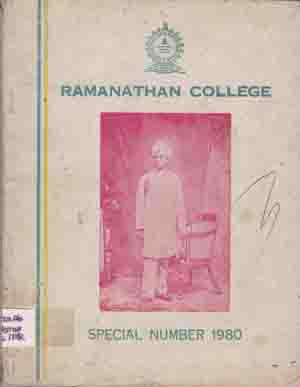 RAMANATHAN COLLEGE
SPECIAL NUMBER 1980